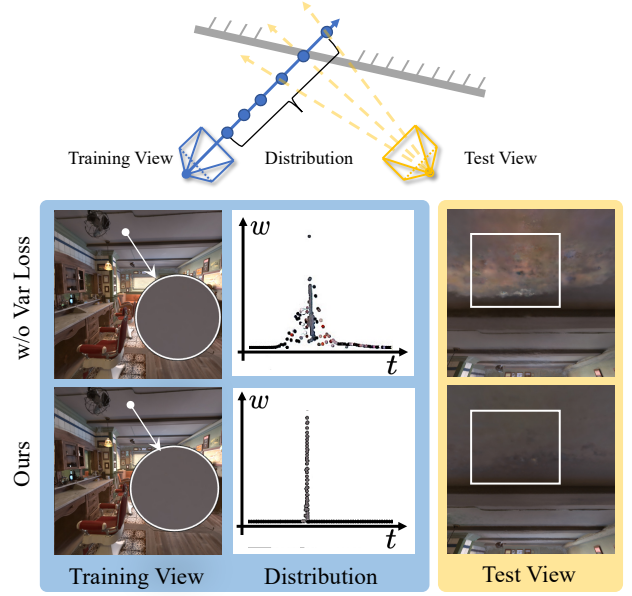 Training View
Distribution
Test View
w/o Var Loss
w
t
Ours
w
t
Training View
Distribution
Test View